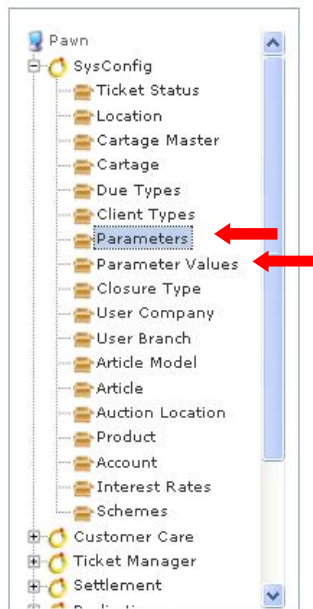 Pawn
SysConfig
Ticket Status
Location
Cartage Master
Cartage
Due Types
Client Types
Parameters
Parameter Values
Closure Type
User Company
User Branch
Article Model
Article
Auction Location
Product
Account
Interest Rates
Schemes
Customer Care
Ticket Manager
Settlement